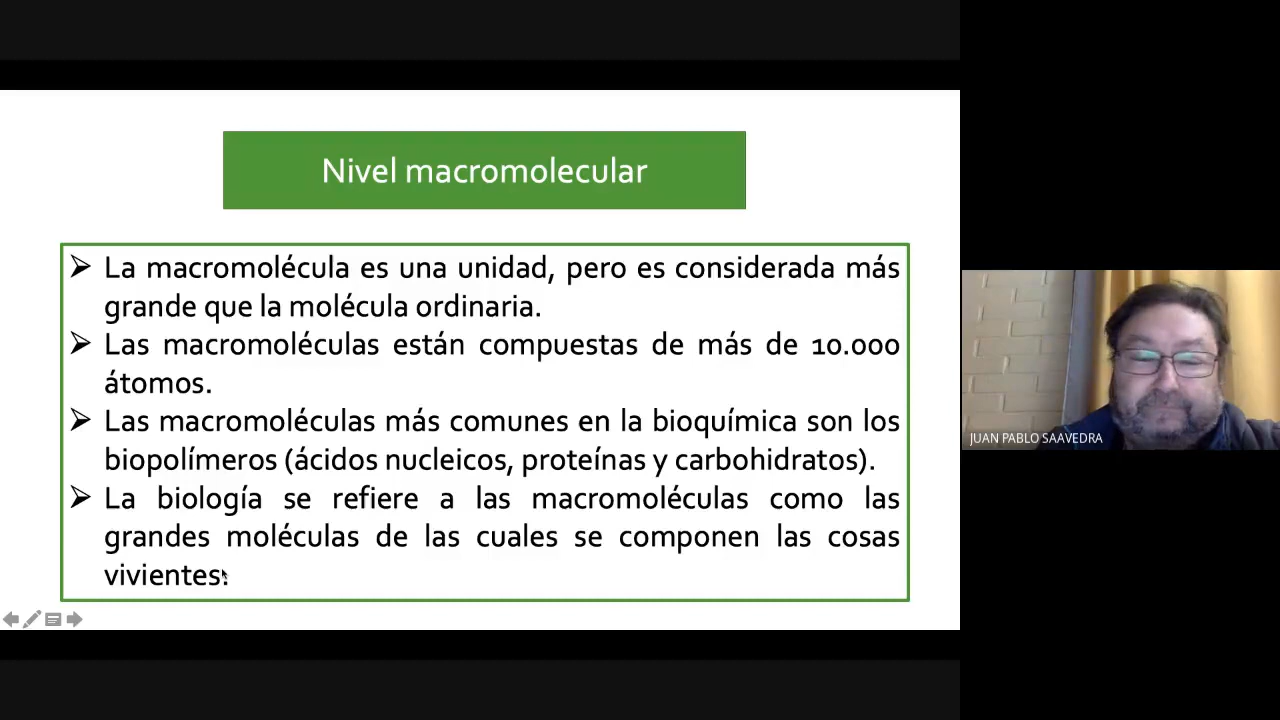 Nivel macromolecular
➢ La macromolécula es una unidad, pero es considerada más
grande que la molécula ordinaria.
➢ Las macromoléculas están compuestas de más de 10.000
átomos.
➢ Las macromoléculas más comunes en la bioquímica son los
biopolímeros (ácidos nucleicos, proteínas y carbohidratos).
➢ La biología se refiere a las macromoléculas como las
grandes moléculas de las cuales se componen las cosas
vivientes.
JUAN PABLO SAAVEDRA